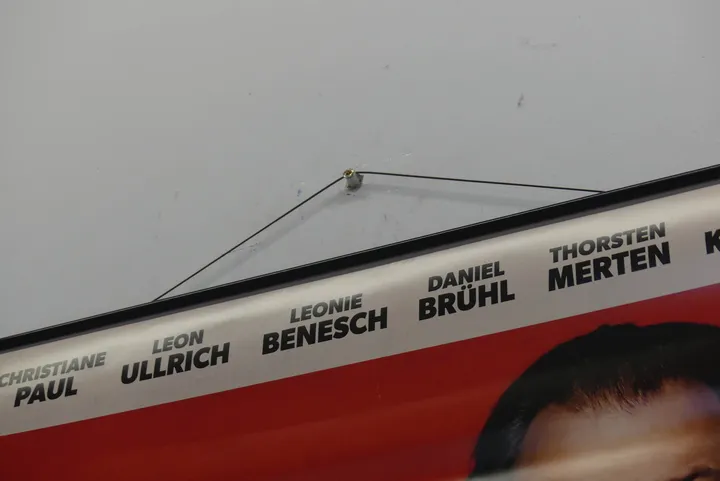 CHRISTIANE
PAUL
LEON
ULLRICH
LEONIE
BENESCH
DANIEL
BRÜHL
THORSTEN
MERTEN
K